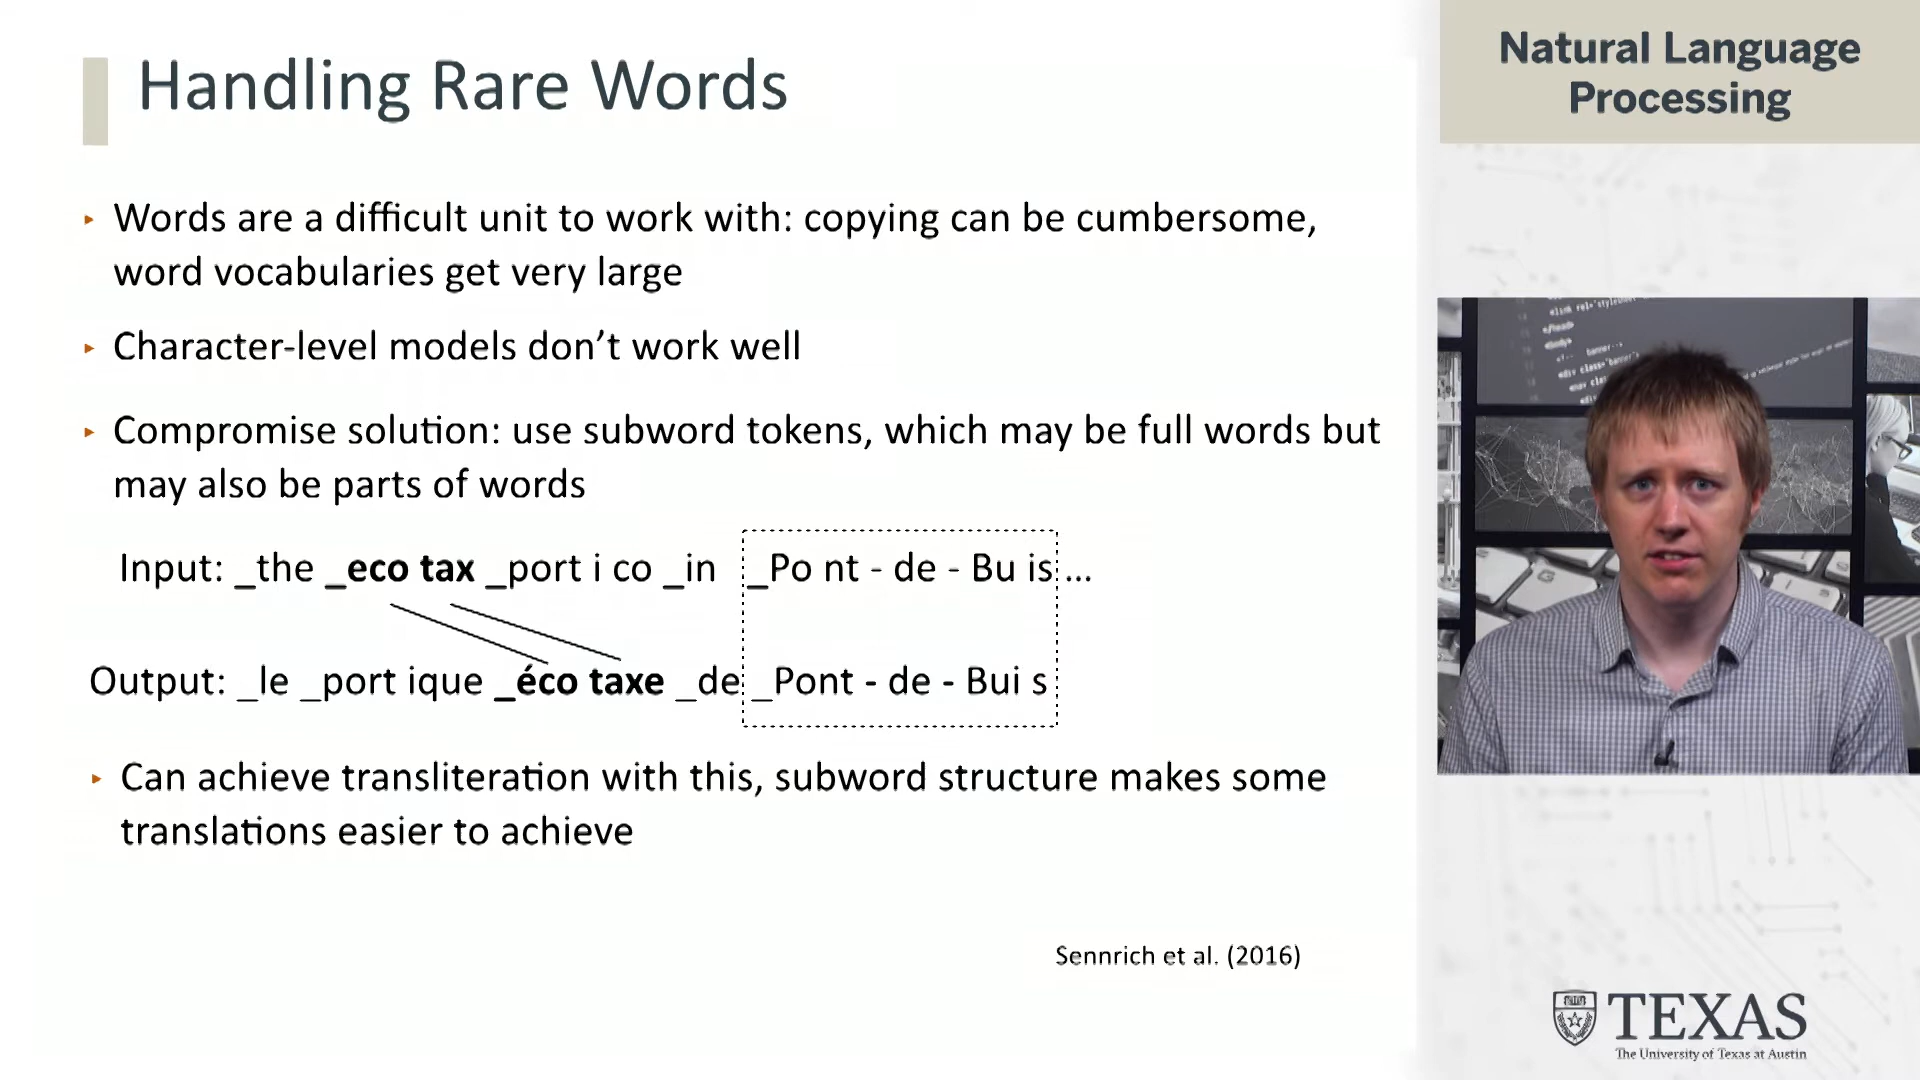 Handling Rare Words
Natural Language
Processing
‣ Words are a difficult unit to work with: copying can be cumbersome,
word vocabularies get very large
‣ Character-level models don’t work well
‣ Compromise solution: use subword tokens, which may be full words but
may also be parts of words
Input: _the _eco tax _port i co _in _Po nt - de - Bu is ...
Output: _le _port ique _éco taxe _de _Pont - de - Bui s
‣ Can achieve transliteration with this, subword structure makes some
translations easier to achieve
Sennrich et al. (2016)
TEXAS
The University of Texas at Austin